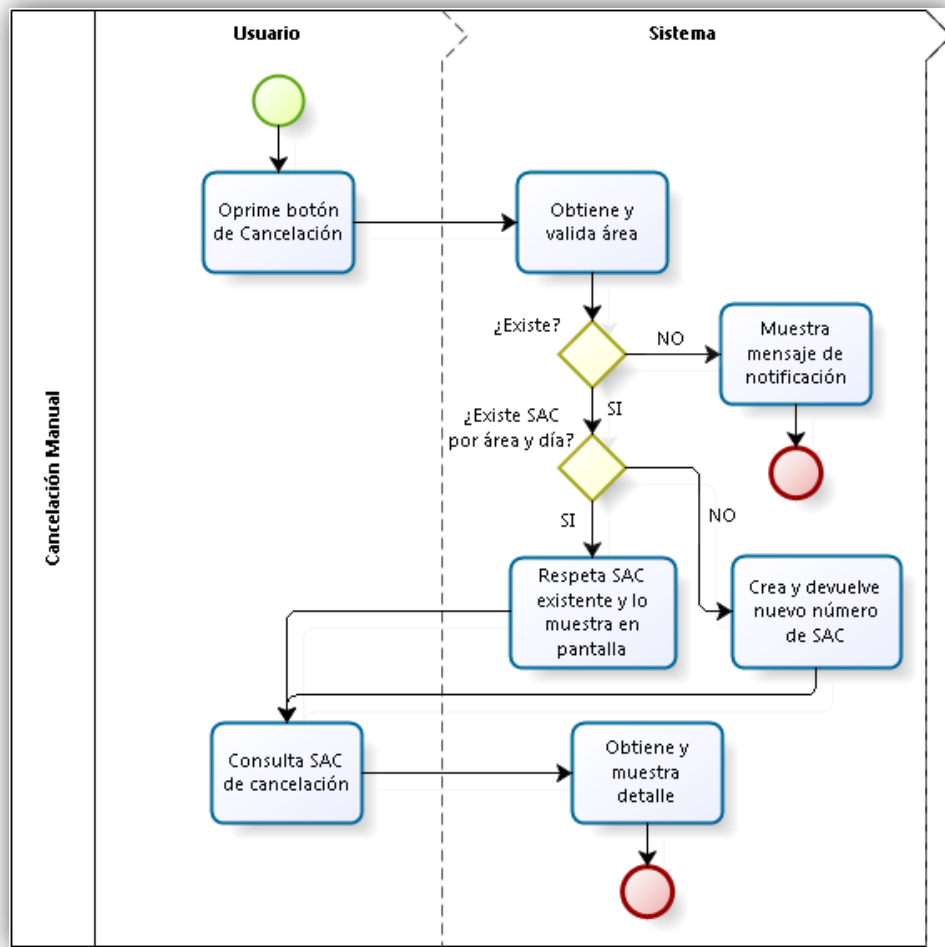 Usuario
Sistema
Cancelación Manual
Oprime botón
de Cancelación
Obtiene y
valida área
¿Existe?
NO
Muestra
mensaje de
notificación
SI
¿Existe SAC
por área y día?
SI
NO
Respeta SAC
existente y lo
muestra en
pantalla
Crea y devuelve
nuevo número
de SAC
Consulta SAC
de cancelación
Obtiene y
muestra
detalle